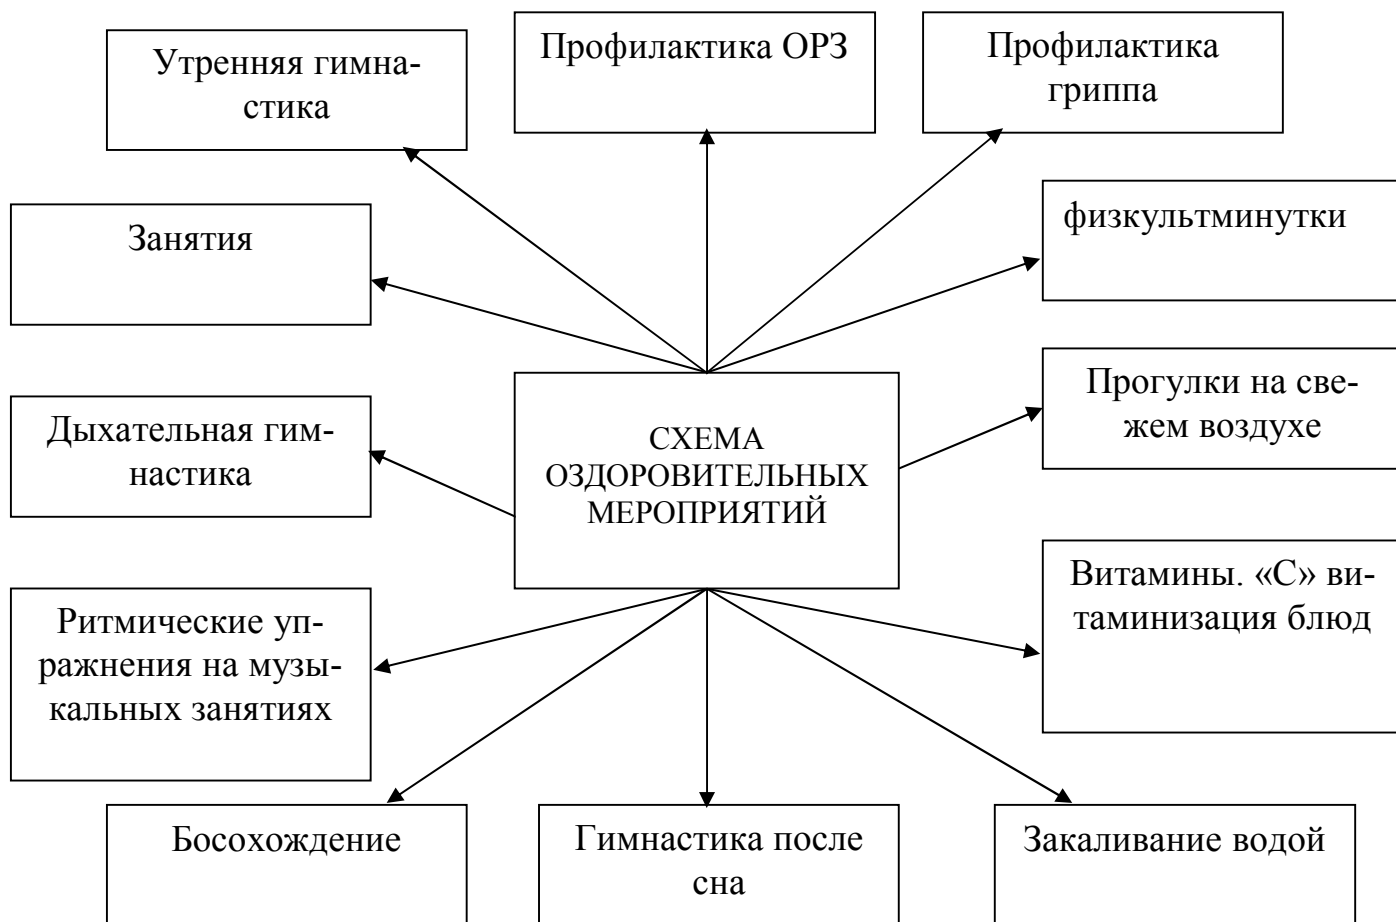 Утренняя гимна-
стика
Профилактика ОРЗ
Профилактика
гриппа
Занятия
физкультминутки
Дыхательная гим-
настика
СХЕМА
ОЗДОРОВИТЕЛЬНЫХ
МЕРОПРИЯТИЙ
Прогулки на све-
жем воздухе
Ритмические уп-
ражнения на музы-
кальных занятиях
Витамины. «С» ви-
таминизация блюд
Босохождение
Гимнастика после
сна
Закаливание водой